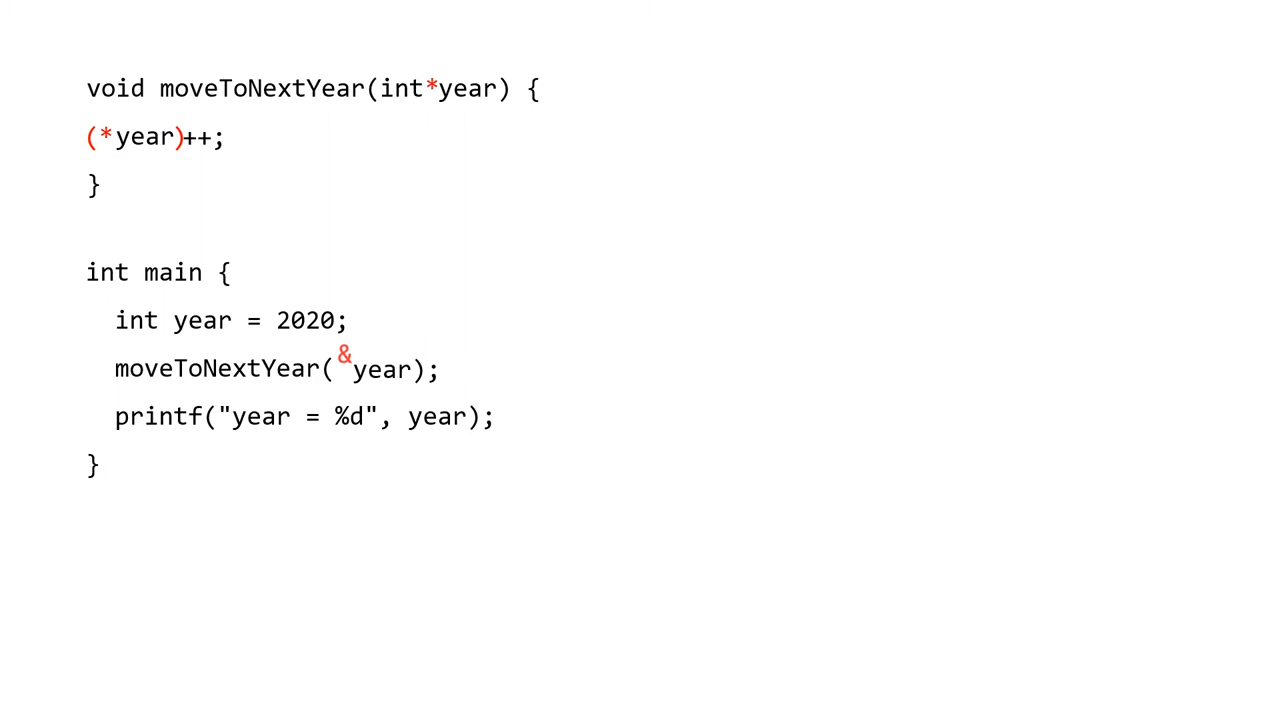 void moveToNextYear(int*year) {
(*year)++;
}
int main {
int year = 2020;
moveToNextYear(&year);
printf("year = %d", year);
}